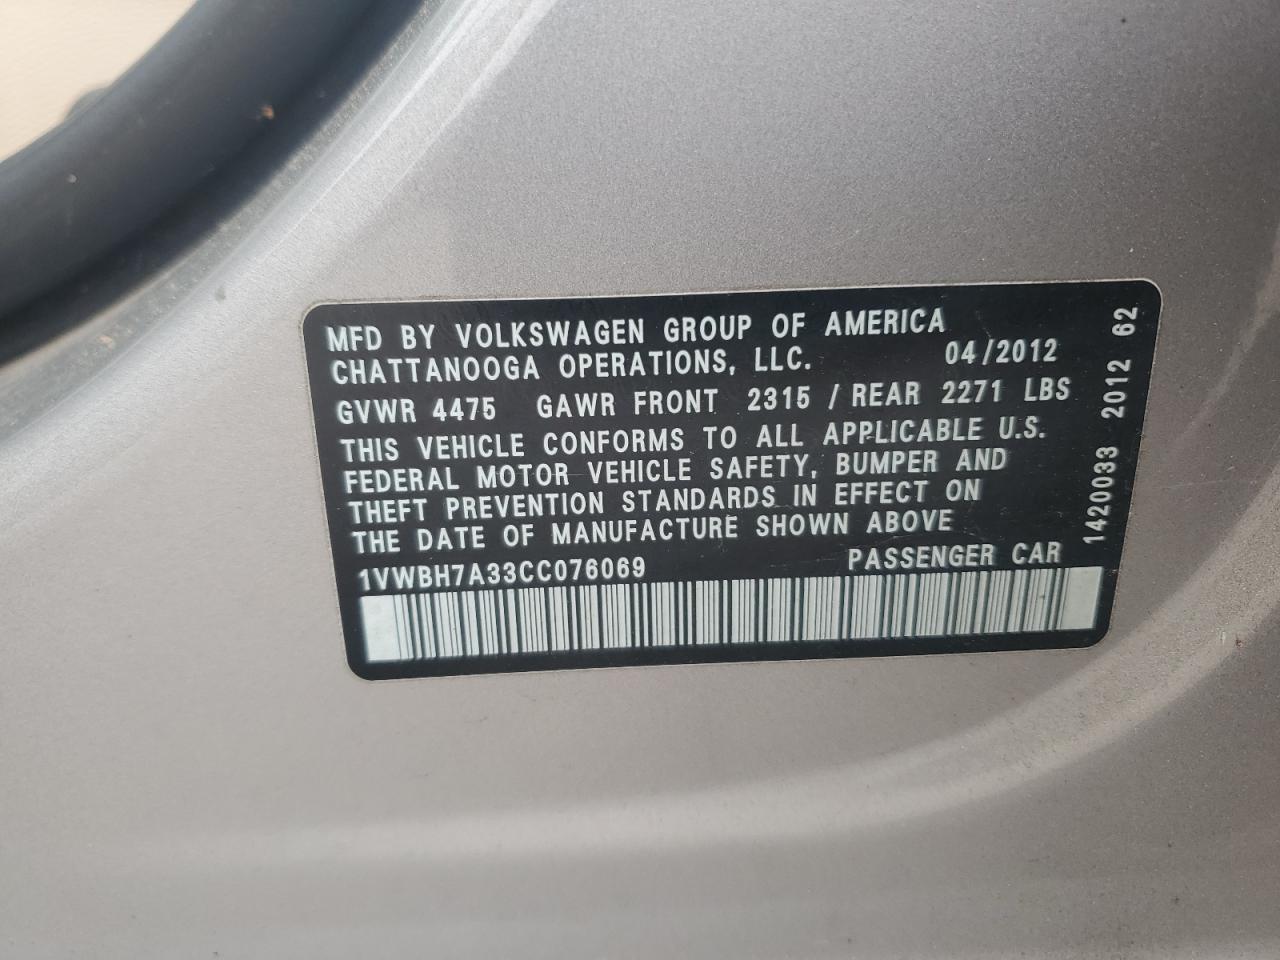 MFD BY VOLKSWAGEN GROUP OF AMERICA
CHATTANOOGA OPERATIONS, LLC. 04/2012
GVWR 4475 GAWR FRONT 2315 / REAR 2271 LBS
THIS VEHICLE CONFORMS TO ALL APPLICABLE U.S.
FEDERAL MOTOR VEHICLE SAFETY, BUMPER AND
THEFT PREVENTION STANDARDS IN EFFECT ON
THE DATE OF MANUFACTURE SHOWN ABOVE
1VWBH7A33CC076069 PASSENGER CAR
1420033 2012 62